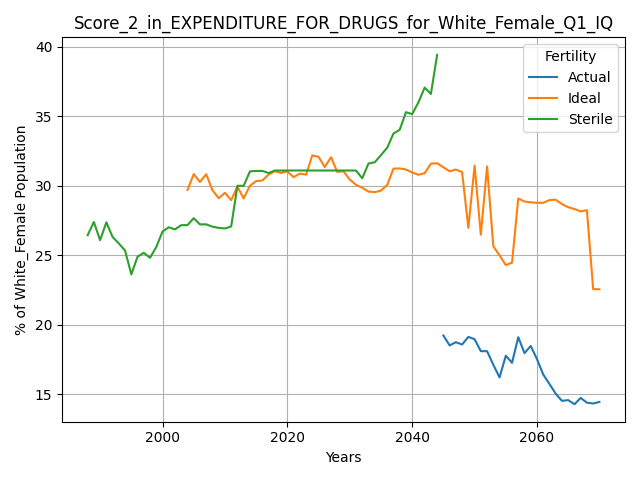 Score_2_in_EXPENDITURE_FOR_DRUGS_for_White_Female_Q1_IQ
Fertility
Actual
Ideal
Sterile
% of White_Female Population
40
35
30
25
20
15
2000
2020
2040
2060
Years